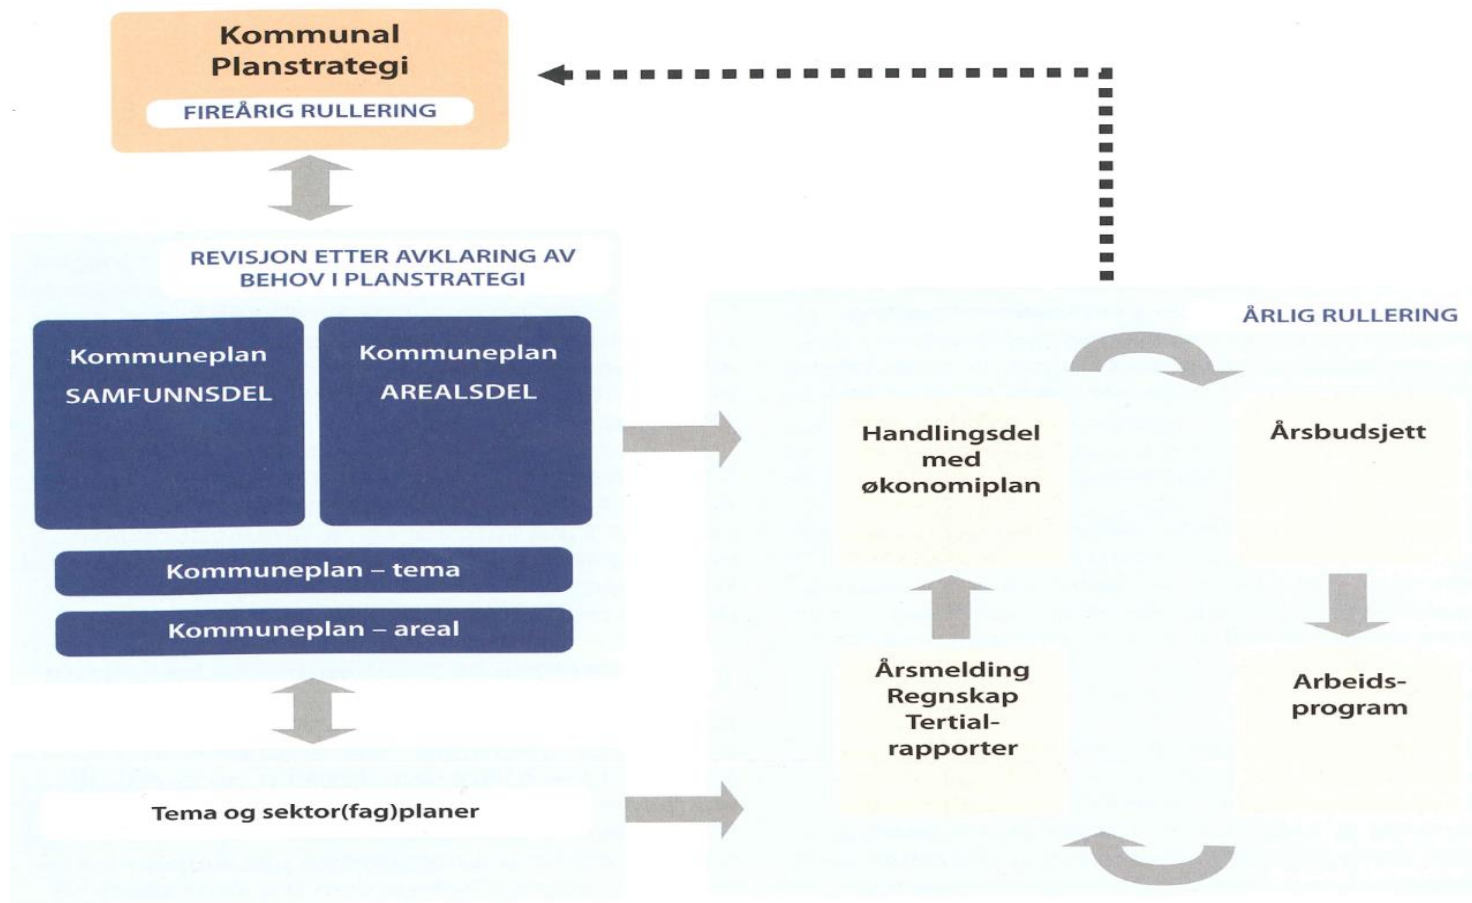 Kommunal
Planstrategi
FIREÅRIG RULLERING
REVISJON ETTER AVKLARING AV
BEHOV I PLANSTRATEGI
Kommuneplan
SAMFUNNSDEL
Kommuneplan
AREALSDEL
Kommuneplan – tema
Kommuneplan – areal
Tema og sektor(fag)planer
ÅRLIG RULLERING
Handlingsdel
med
økonomiplan
Årsbudsjett
Årsmelding
Regnskap
Tertial-
rapporter
Arbeids-
program